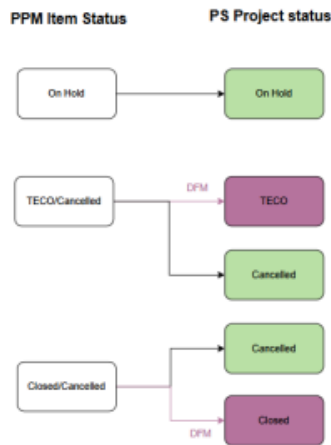 PPM Item Status
PS Project status
On Hold
On Hold
TECO/Cancelled
DFM
TECO
Cancelled
Closed/Cancelled
Cancelled
DFM
Closed